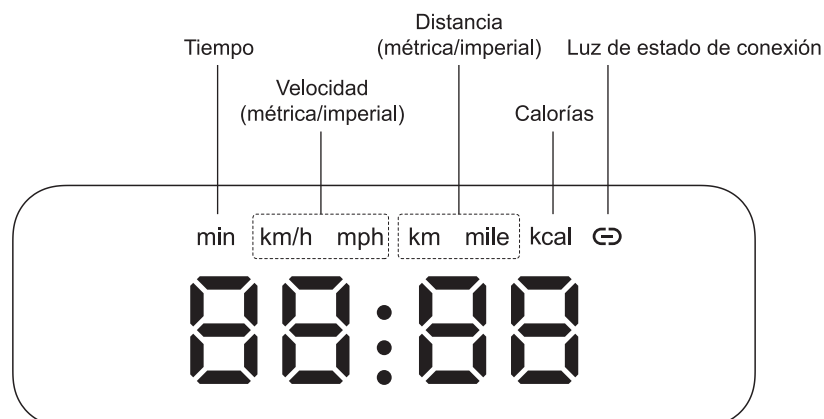 Distancia
(métrica/imperial)
Tiempo
Luz de estado de conexión
Velocidad
(métrica/imperial)
Calorías
min km/h mph km mile kcal
88:88